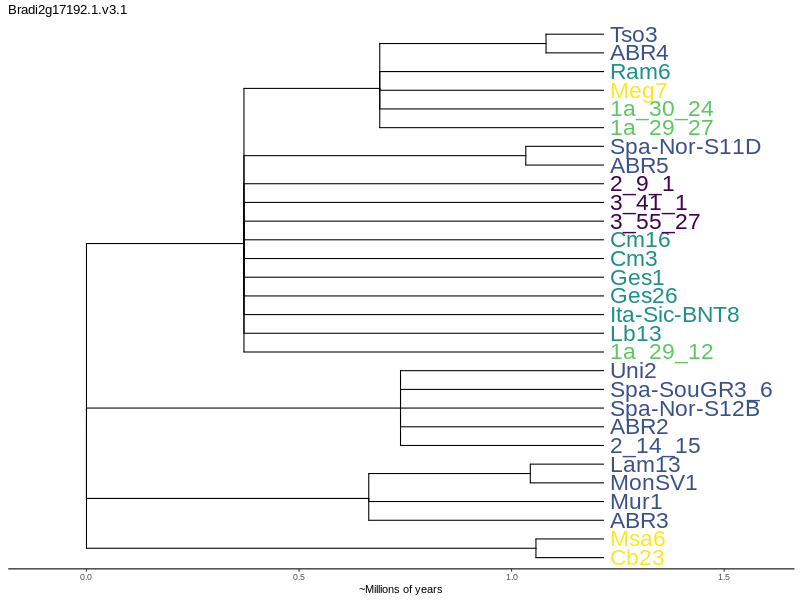 Bradi2g17192.1.v3.1
Tso3
ABR4
Ram6
Meg7
1a_30_24
1a_29_27
Spa-Nor-S11D
ABR5
2_9_1
3_41_1
3_55_27
Cm16
Cm3
Ges1
Ges26
Ita-Sic-BNT8
Lb13
1a_29_12
Uni2
Spa-SouGR3_6
Spa-Nor-S12B
ABR2
2_14_15
Lam13
MonSV1
Mur1
ABR3
Msa6
Cb23
0.0 0.5 1.0 1.5
~Millions of years